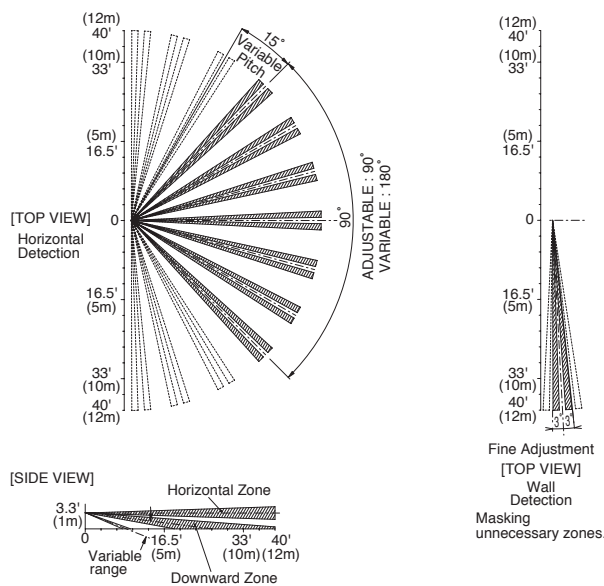 (12m)
40'
(10m)
33'
(5m)
16.5'
[TOP VIEW]
Horizontal
Detection
0
16.5'
(5m)
33'
(10m)
40'
(12m)
15°
Variable
Pitch
90°
ADJUSTABLE : 90°
VARIABLE : 180°
(12m)
40'
(10m)
33'
(5m)
16.5'
0
16.5'
(5m)
33'
(10m)
40'
(12m)
3° 3°
Fine Adjustment
[TOP VIEW]
Wall
Detection
Masking
unnecessary zones.
[SIDE VIEW]
Horizontal Zone
3.3'
(1m)
0
16.5'
(5m)
33'
(10m)
40'
(12m)
Variable
range
Downward Zone